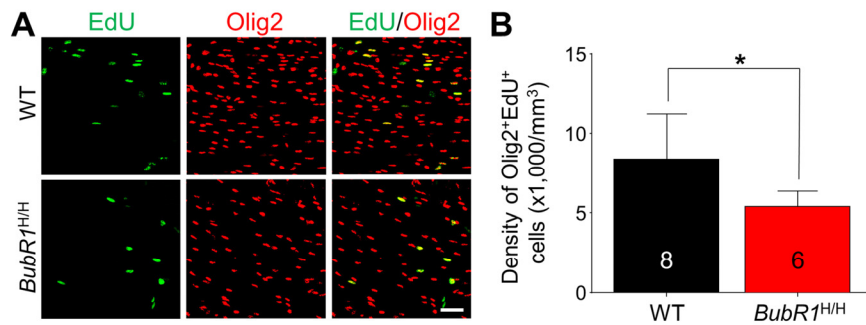 A
EdU
Olig2
EdU/Olig2
WT
BubR1ᴴ/ᴴ
B
Density of Olig2⁺EdU⁺
cells (x1,000/mm³)
15
10
5
0
*
8
6
WT
BubR1ᴴ/ᴴ